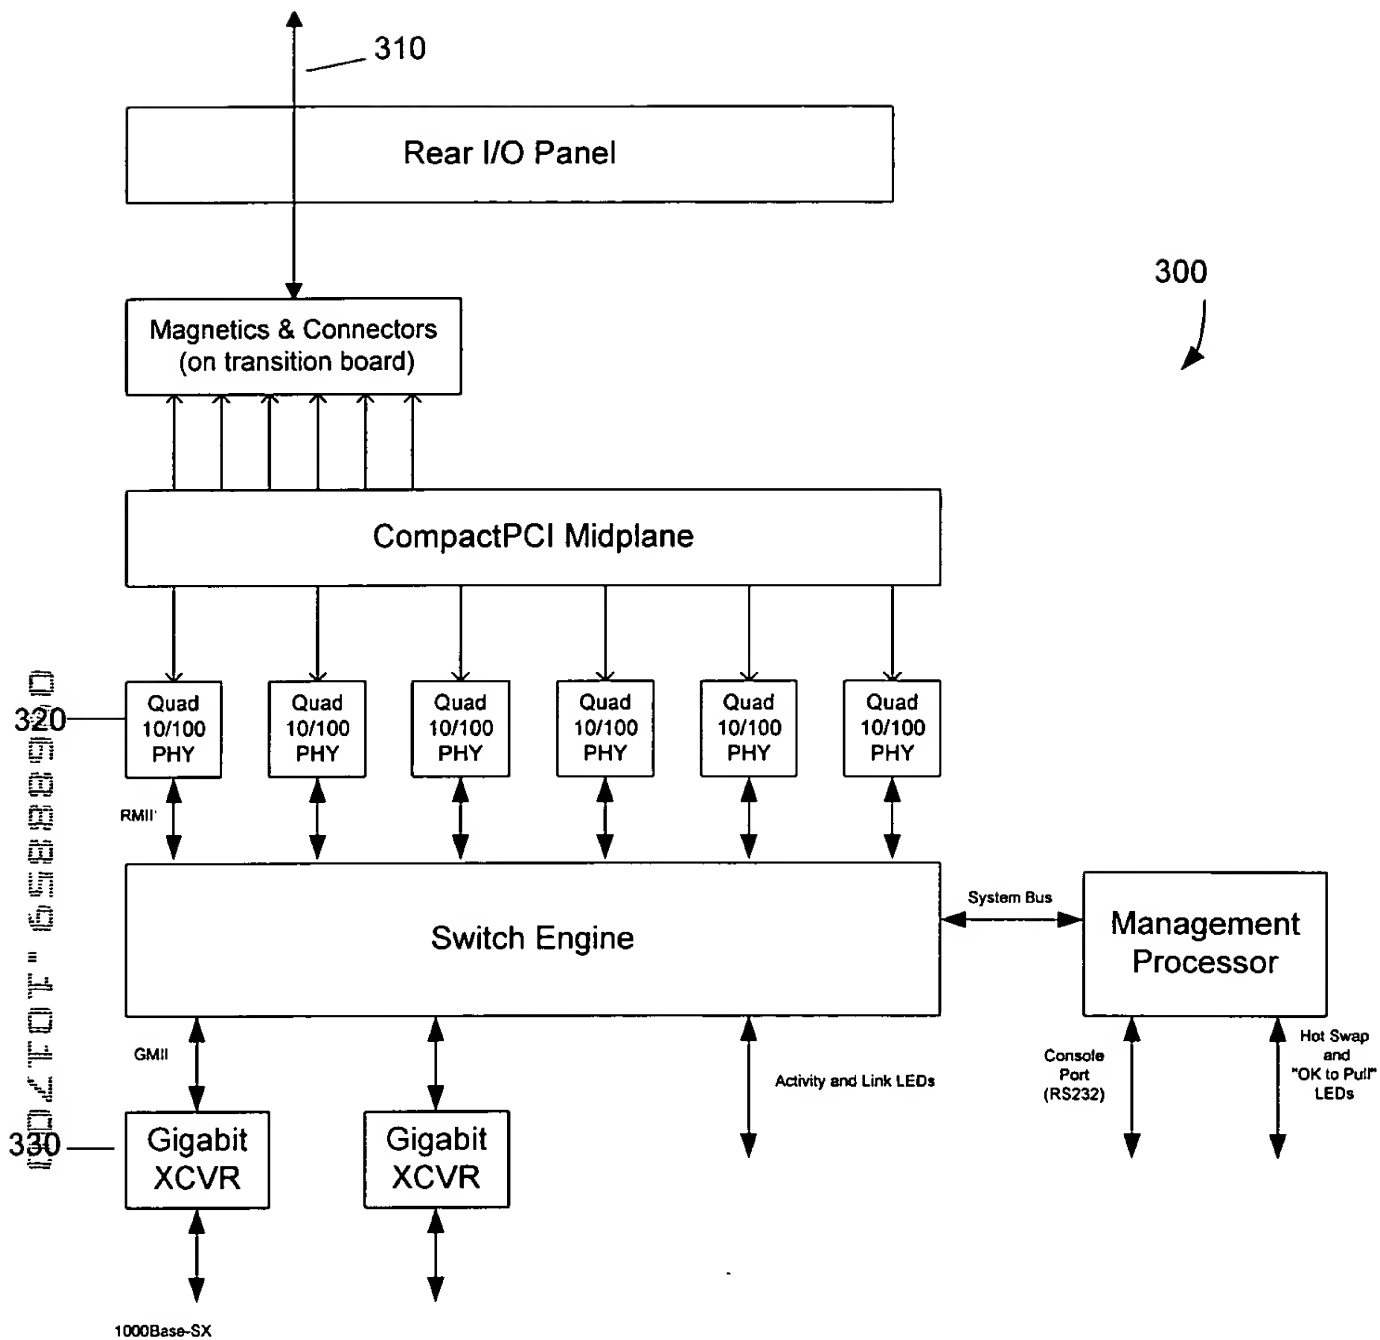 310
Rear I/O Panel
300
Magnetics & Connectors
(on transition board)
CompactPCI Midplane
320
Quad
10/100
PHY
Quad
10/100
PHY
Quad
10/100
PHY
Quad
10/100
PHY
Quad
10/100
PHY
Quad
10/100
PHY
RMII
Switch Engine
System Bus
Management
Processor
GMII
Activity and Link LEDs
Console
Port
(RS232)
Hot Swap
and
"OK to Pull"
LEDs
330
Gigabit
XCVR
Gigabit
XCVR
1000Base-SX